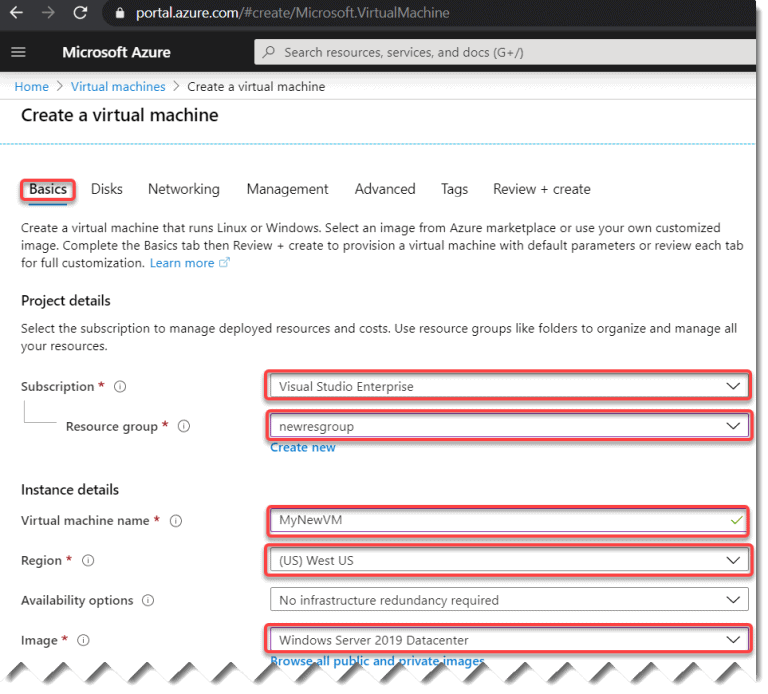 portal.azure.com/#create/Microsoft.VirtualMachine
Microsoft Azure
Search resources, services, and docs (G+/)
Home > Virtual machines > Create a virtual machine
Create a virtual machine
Basics Disks Networking Management Advanced Tags Review + create
Create a virtual machine that runs Linux or Windows. Select an image from Azure marketplace or use your own customized
image. Complete the Basics tab then Review + create to provision a virtual machine with default parameters or review each tab
for full customization. Learn more
Project details
Select the subscription to manage deployed resources and costs. Use resource groups like folders to organize and manage all
your resources.
Subscription * Visual Studio Enterprise
Resource group * newresgroup
Create new
Instance details
Virtual machine name * MyNewVM
Region * (US) West US
Availability options No infrastructure redundancy required
Image * Windows Server 2019 Datacenter
Browse all public and private images